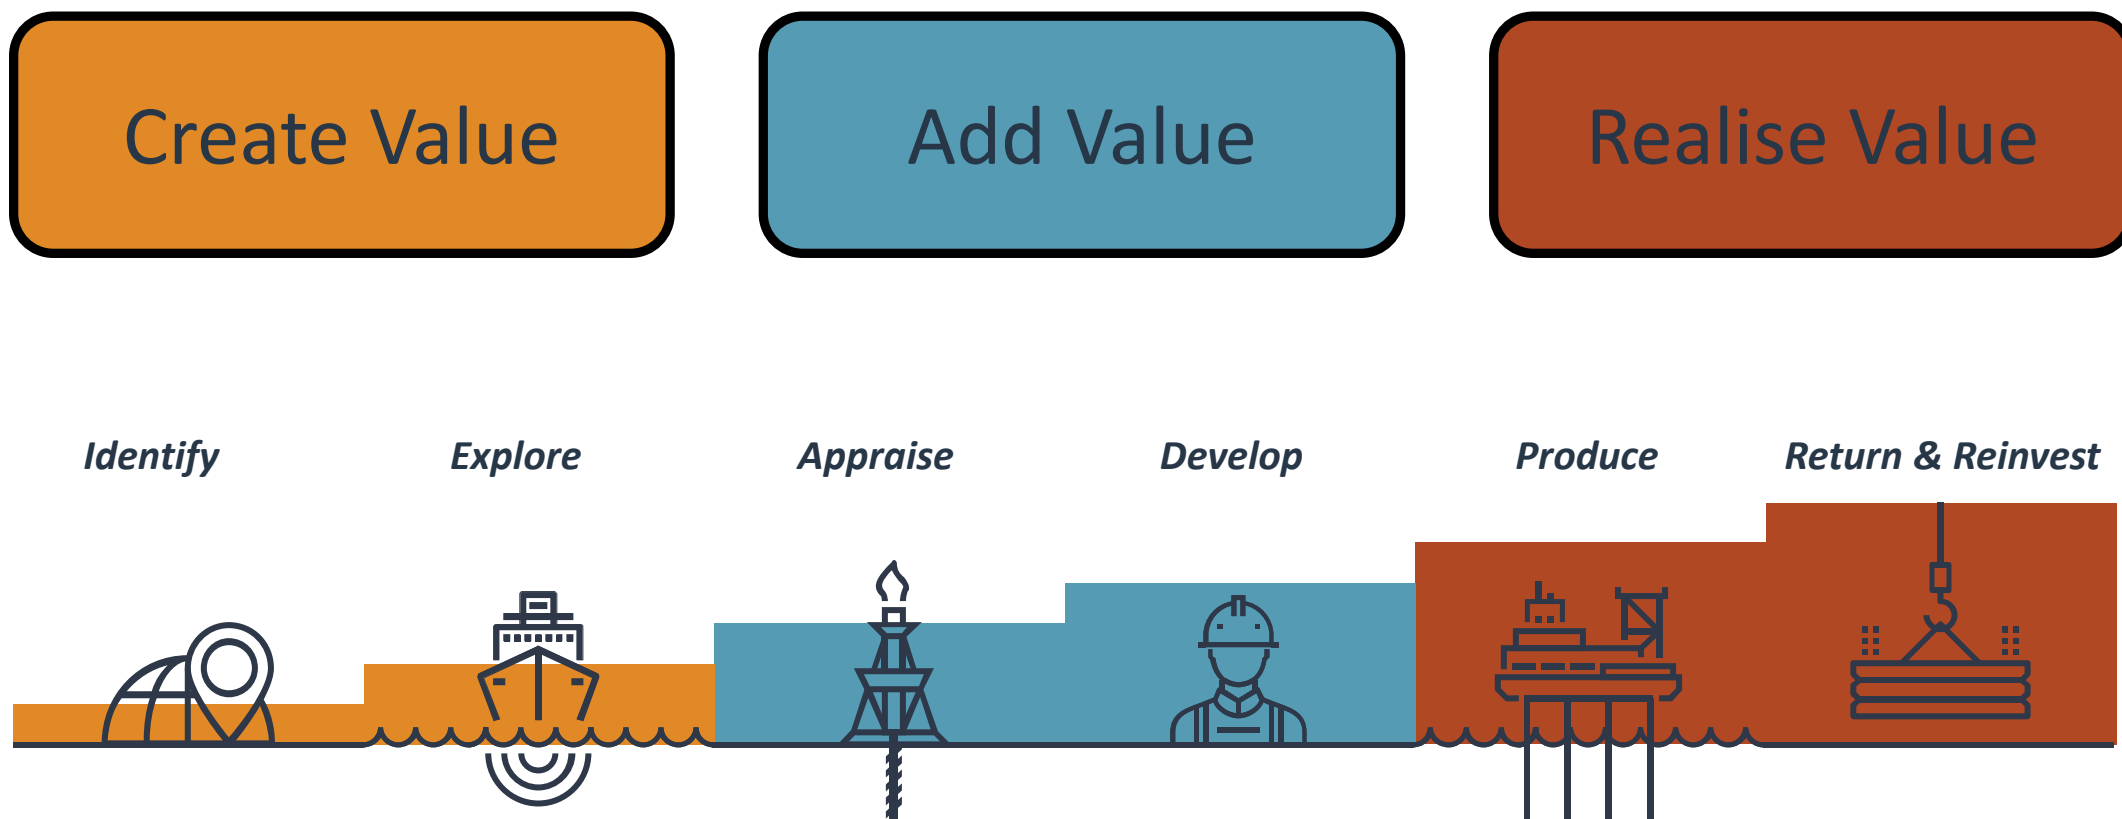 Create Value
Add Value
Realise Value
Identify
Explore
Appraise
Develop
Produce
Return & Reinvest